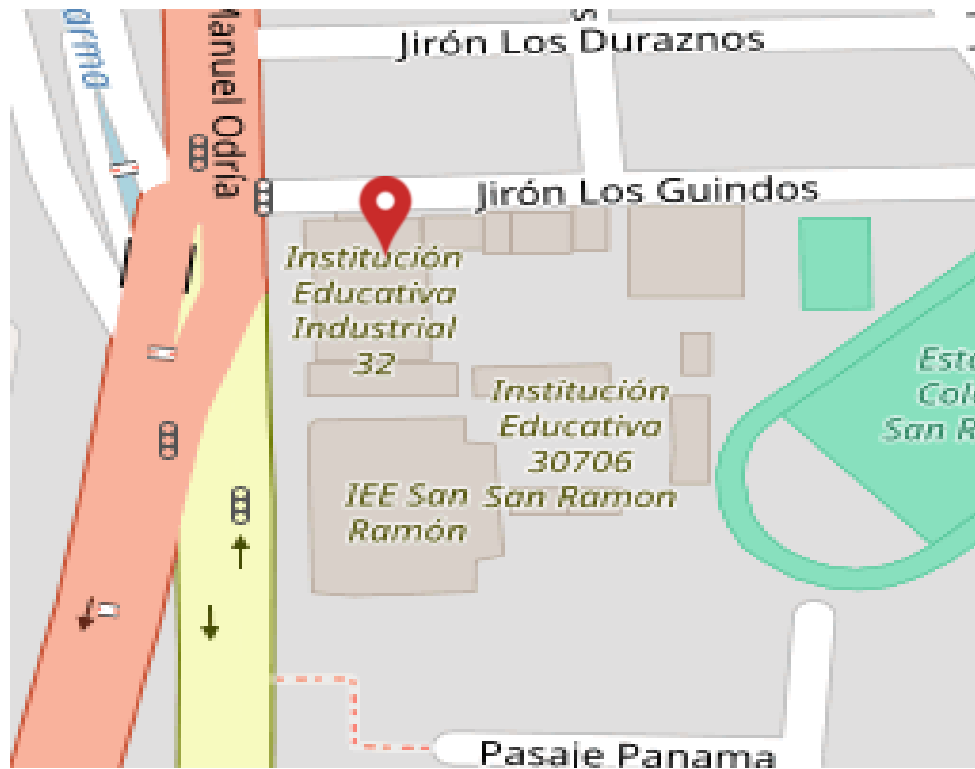 Jirón Los Duraznos
Manuel Odría
Jirón Los Guindos
Institución
Educativa
Industrial
32
Institución
Educativa
30706
San Ramon
IEE San
Ramón
Pasaje Panama